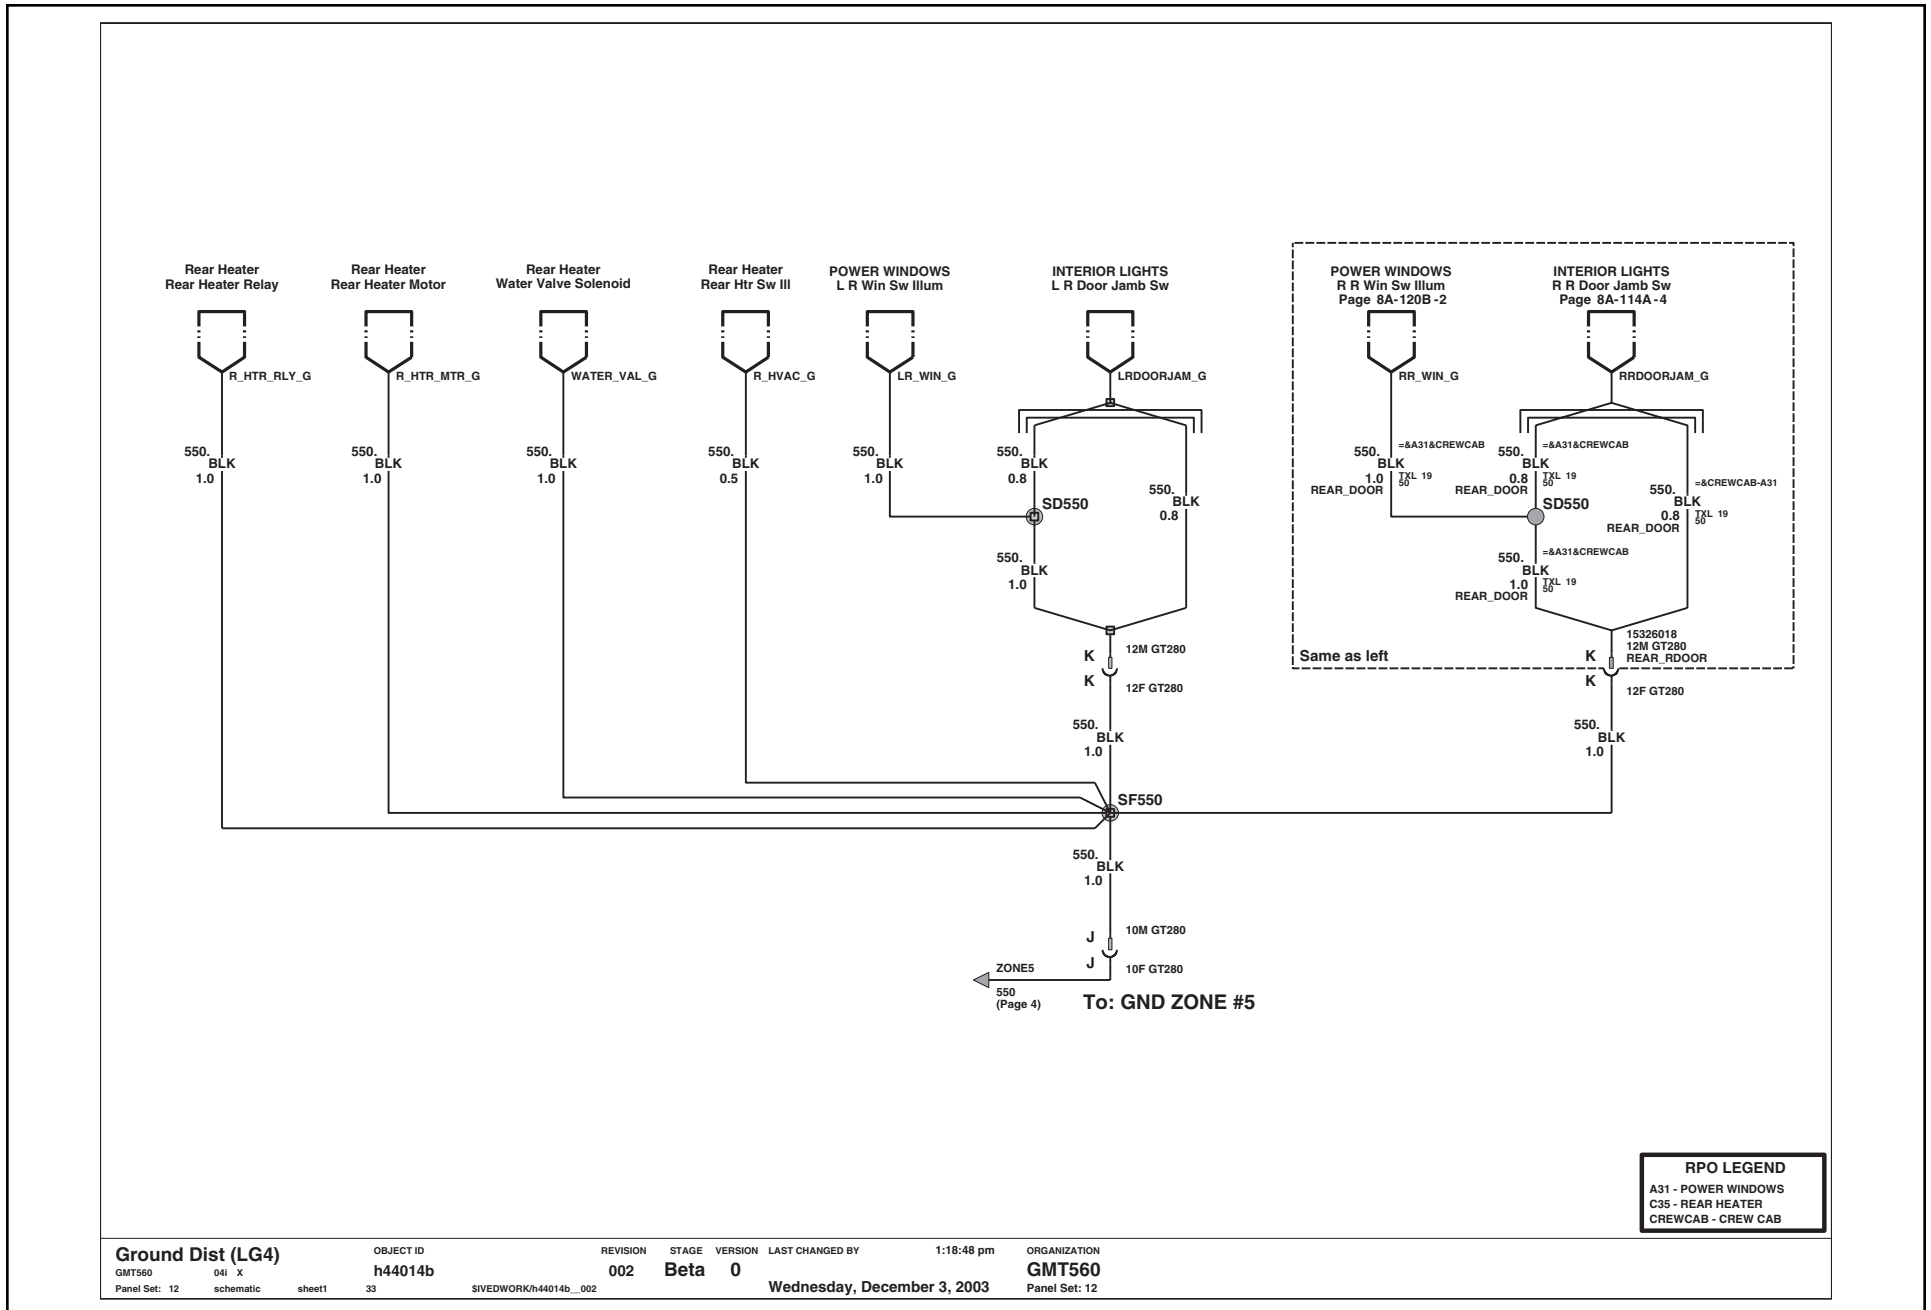 Rear Heater
Rear Heater Relay
Rear Heater
Rear Heater Motor
Rear Heater
Water Valve Solenoid
Rear Heater
Rear Htr Sw Ill
POWER WINDOWS
L R Win Sw Illum
INTERIOR LIGHTS
L R Door Jamb Sw
POWER WINDOWS
R R Win Sw Illum
Page 8A-120B-2
INTERIOR LIGHTS
R R Door Jamb Sw
Page 8A-114A-4
R_HTR_RLY_G
R_HTR_MTR_G
WATER_VAL_G
R_HVAC_G
LR_WIN_G
LRDOORJAM_G
RR_WIN_G
RRDOORJAM_G
550.
BLK
1.0
550.
BLK
1.0
550.
BLK
1.0
550.
BLK
0.5
550.
BLK
1.0
550.
BLK
0.8
SD550
550.
BLK
0.8
550.
BLK
1.0
=&A31&CREWCAB
550.
BLK
1.0
TXL 19
50
REAR_DOOR
=&A31&CREWCAB
550.
BLK
0.8
TXL 19
50
REAR_DOOR
SD550
=&CREWCAB-A31
550.
BLK
0.8
TXL 19
50
REAR_DOOR
=&A31&CREWCAB
550.
BLK
1.0
TXL 19
50
REAR_DOOR
K
12M GT280
K
12F GT280
Same as left
15326018
12M GT280
REAR_RDOOR
K
K
12F GT280
550.
BLK
1.0
550.
BLK
1.0
SF550
550.
BLK
1.0
J
10M GT280
J
10F GT280
ZONE5
550
(Page 4)
To: GND ZONE #5
RPO LEGEND
A31 - POWER WINDOWS
C35 - REAR HEATER
CREWCAB - CREW CAB
Ground Dist (LG4)
GMT560 04i X
Panel Set: 12 schematic sheet1 33 $IVEDWORK/h44014b__002
OBJECT ID
h44014b
REVISION
002
STAGE
Beta
VERSION
0
LAST CHANGED BY
1:18:48 pm
Wednesday, December 3, 2003
ORGANIZATION
GMT560
Panel Set: 12